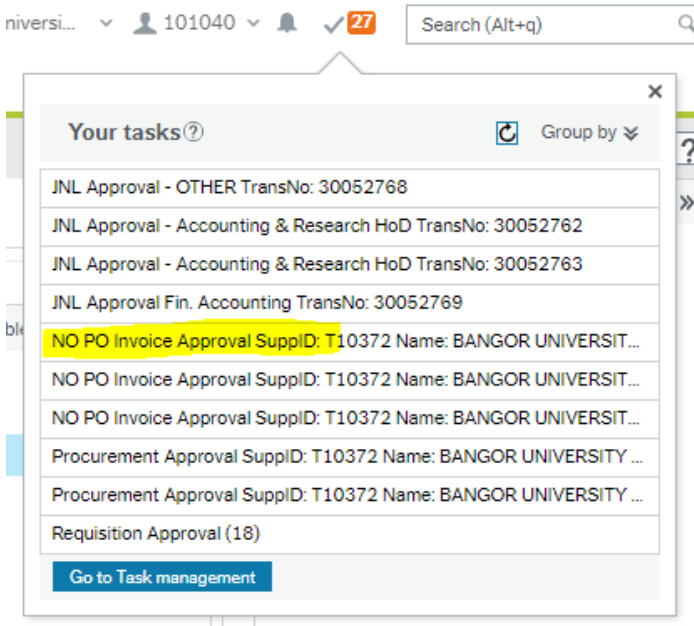 niversi... 101040 27 Search (Alt+q)
Your tasks? Group by
?
JNL Approval - OTHER TransNo: 30052768
JNL Approval - Accounting & Research HoD TransNo: 30052762
JNL Approval - Accounting & Research HoD TransNo: 30052763
JNL Approval Fin. Accounting TransNo: 30052769
ble
NO PO Invoice Approval SuppID: T10372 Name: BANGOR UNIVERSIT...
NO PO Invoice Approval SuppID: T10372 Name: BANGOR UNIVERSIT...
NO PO Invoice Approval SuppID: T10372 Name: BANGOR UNIVERSIT...
Procurement Approval SuppID: T10372 Name: BANGOR UNIVERSITY ...
Procurement Approval SuppID: T10372 Name: BANGOR UNIVERSITY ...
Requisition Approval (18)
Go to Task management